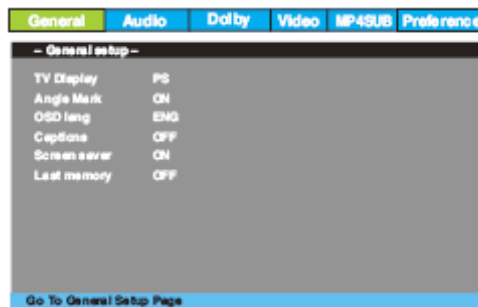 General Audio Dolby Video MP4SUB Preference
-- General setup --
TV Display PS
Angle Mark ON
OSD lang ENG
Captions OFF
Screen saver ON
Last memory OFF
Go To General Setup Page